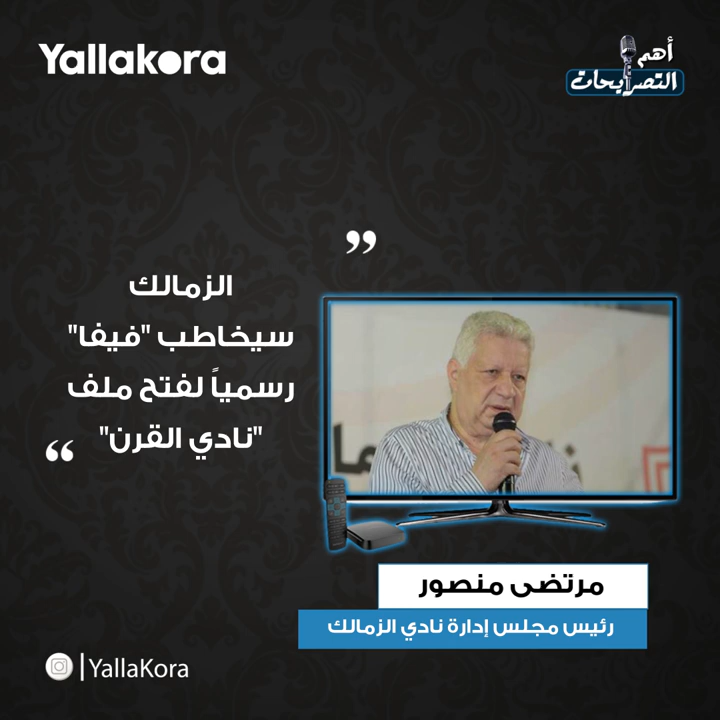 Yallakora
أهم
التصريحات
الزمالك
سيخاطب "فيفا"
رسمياً لفتح ملف
"نادي القرن"
مرتضى منصور
رئيس مجلس إدارة نادي الزمالك
|YallaKora